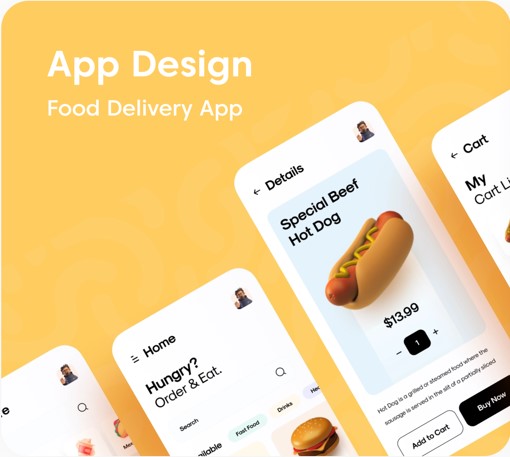 App Design
Food Delivery App
← Details
Special Beef
Hot Dog
$13.99
− 1 +
Hot Dog is a grilled or steamed food where the
sausage is served in the slit of a partially sliced
Add to Cart
Buy Now
← Cart
My
Cart Li
Home
Hungry?
Order & Eat.
Search
Fast Food
Drinks
e